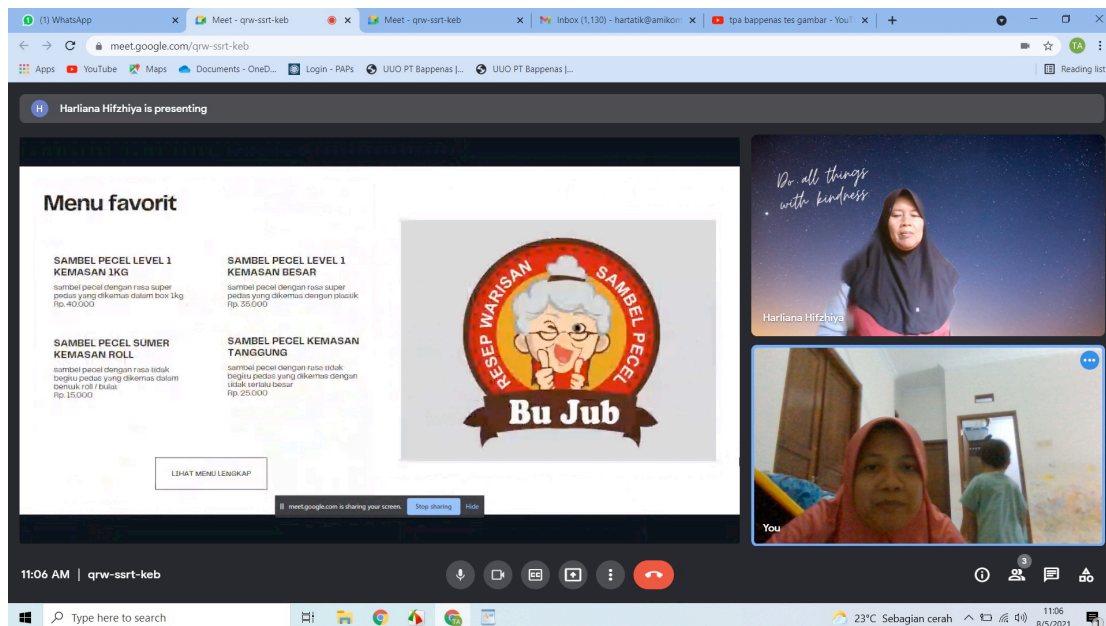 (1) WhatsApp
Meet - qrw-ssrt-keb
Meet - qrw-ssrt-keb
Inbox (1,130) - hartatik@amikom
tpa bappenas tes gambar - YouT
meet.google.com/qrw-ssrt-keb
TA
Apps
YouTube
Maps
Documents - OneD...
Login - PAPs
UUO PT Bappenas |...
UUO PT Bappenas |...
Reading list
H
Harliana Hifzhiya is presenting
Menu favorit
SAMBEL PECEL LEVEL 1
KEMASAN 1KG
sambel pecel dengan rasa super
pedas yang dikemas dalam box 1kg
Rp. 40.000
SAMBEL PECEL LEVEL 1
KEMASAN BESAR
sambel pecel dengan rasa super
pedas yang dikemas dengan plastik
Rp. 35.000
SAMBEL PECEL SUMER
KEMASAN ROLL
sambel pecel dengan rasa tidak
begitu pedas yang dikemas dalam
bentuk roll / bulat
Rp. 15.000
SAMBEL PECEL KEMASAN
TANGGUNG
sambel pecel dengan rasa tidak
begitu pedas yang dikemas dengan
tidak terlalu besar
Rp. 25.000
LIHAT MENU LENGKAP
RESEP WARISAN SAMBEL PECEL
Bu Jub
meet.google.com is sharing your screen.
Stop sharing
Hide
Do all things
with kindness
Harliana Hifzhiya
You
11:06 AM | qrw-ssrt-keb
3
Type here to search
23°C Sebagian cerah
11:06
8/5/2021
1